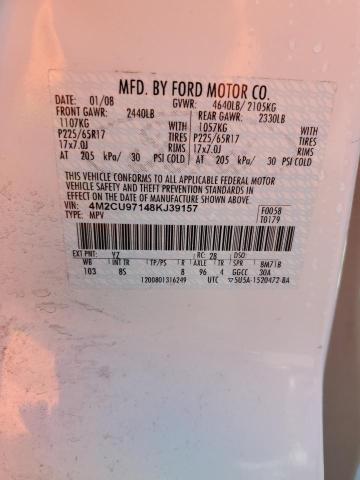 MFD. BY FORD MOTOR CO.
DATE: 01/08 GVWR: 4640LB/ 2105KG
FRONT GAWR: 2440LB REAR GAWR: 2330LB
1107KG WITH 1057KG WITH
P225/65R17 TIRES P225/65R17 TIRES
17x7.0J RIMS 17x7.0J RIMS
AT 205 kPa/ 30 PSI COLD AT 205 kPa/ 30 PSI COLD
THIS VEHICLE CONFORMS TO ALL APPLICABLE FEDERAL MOTOR
VEHICLE SAFETY AND THEFT PREVENTION STANDARDS IN
EFFECT ON THE DATE OF MANUFACTURE SHOWN ABOVE.
VIN: 4M2CU97148KJ39157 F0058
TYPE: MPV T0179
EXT PNT: YZ RC: 28 DSO:
WB BRK INT TR TP/PS R AXLE TR SPR 8M71B
103 8S 8 96 4 GGCC 30A
1200801316249 UTC 5U5A-1520472-BA